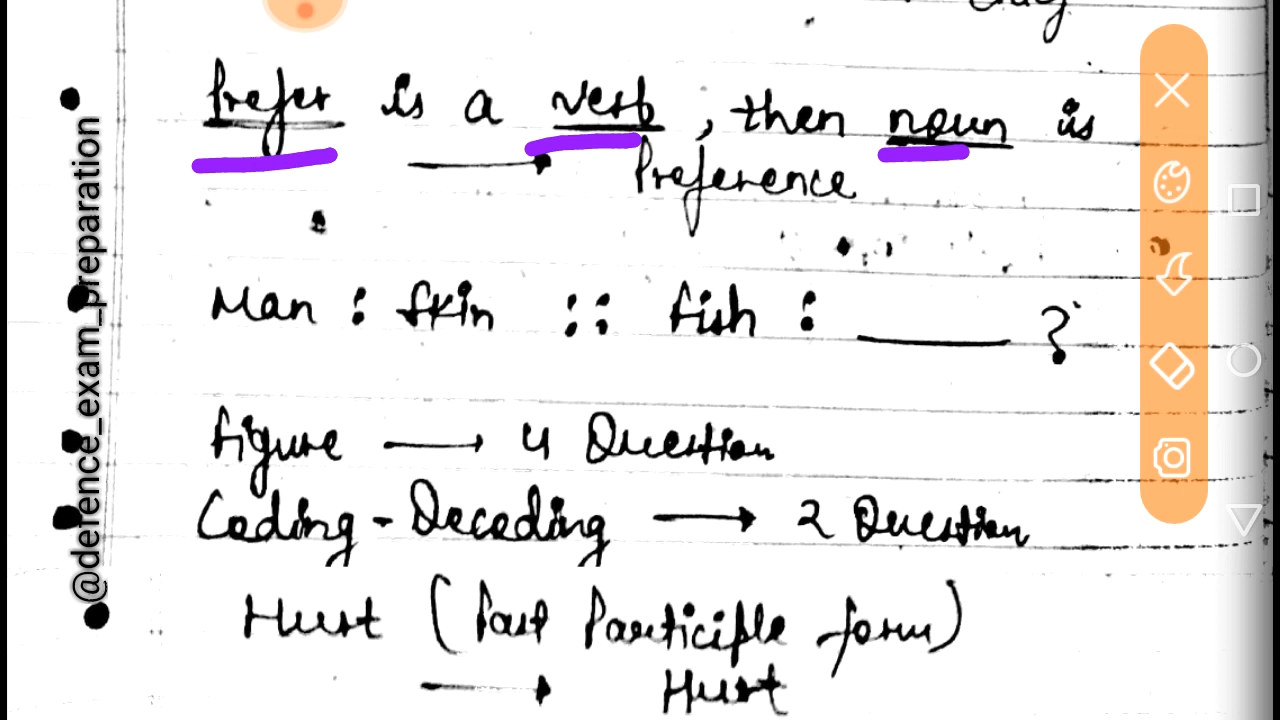 Prefer is a verb, then noun is
→ Preference
Man : Skin :: Fish : ______ ?
Figure → 4 Question
Coding - Decoding → 2 Question
Hurt (Past Participle form)
→ Hurt
@defence_exam_preparation